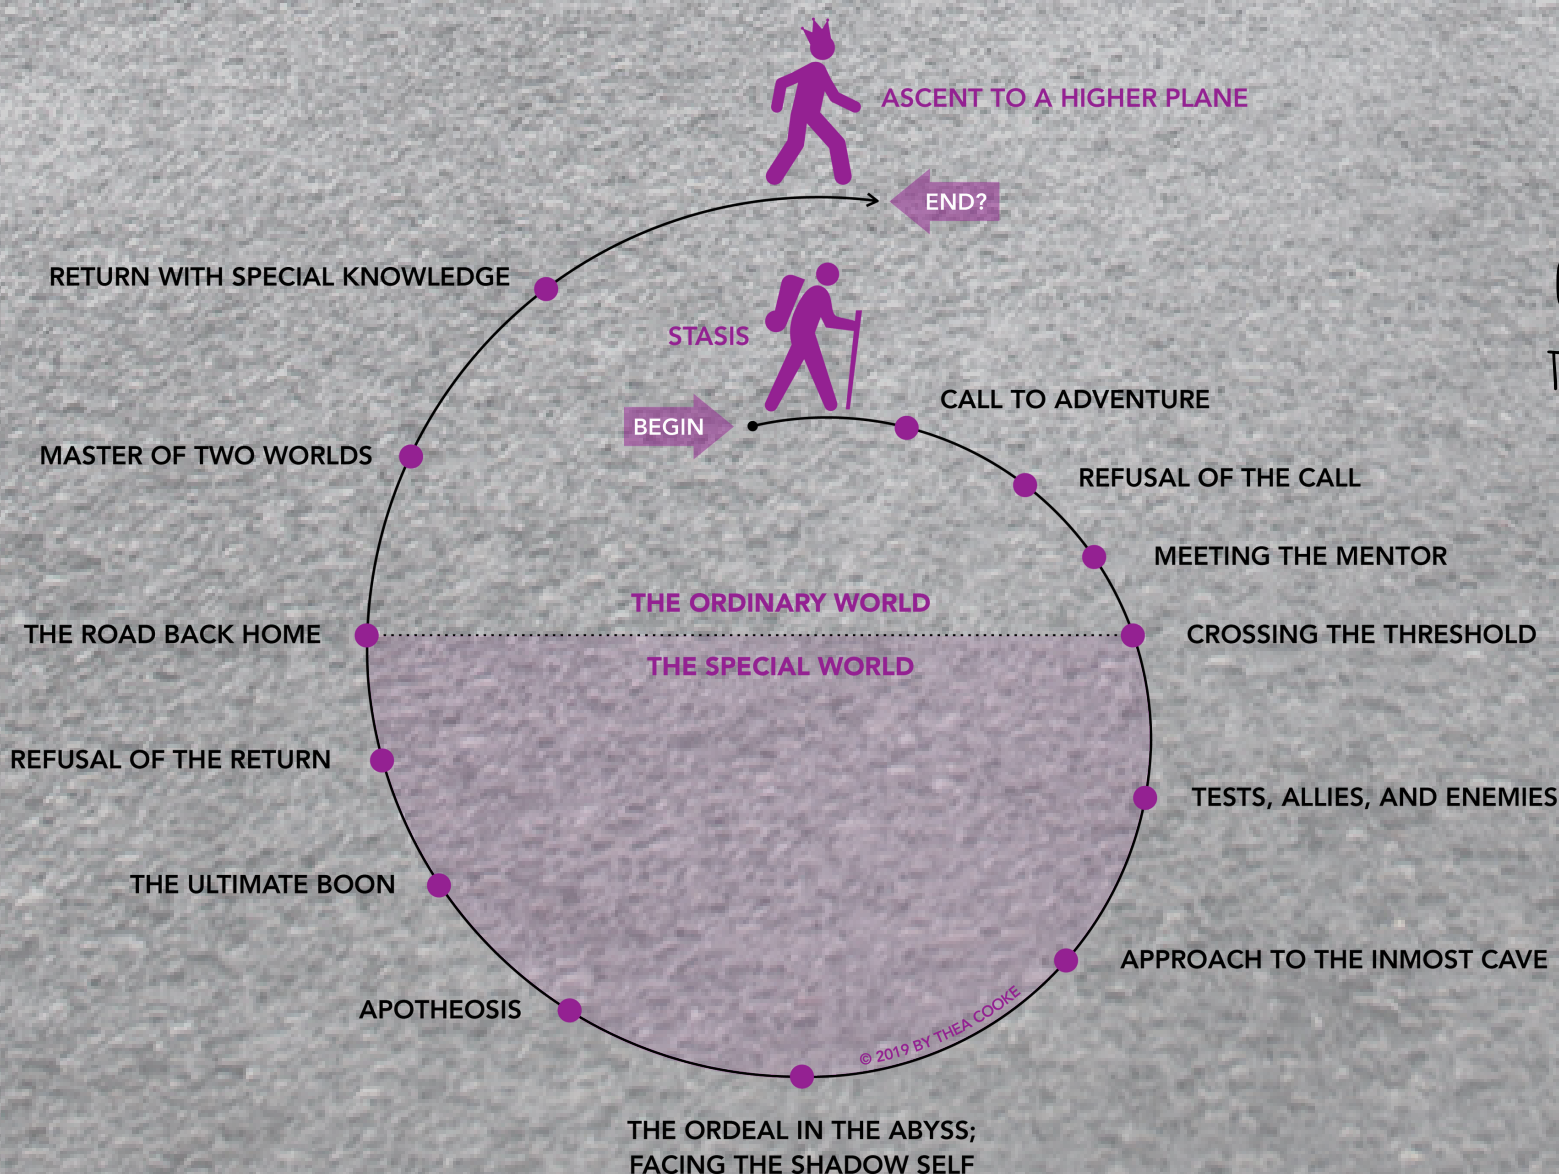 ASCENT TO A HIGHER PLANE
END?
RETURN WITH SPECIAL KNOWLEDGE
STASIS
CALL TO ADVENTURE
BEGIN
MASTER OF TWO WORLDS
REFUSAL OF THE CALL
MEETING THE MENTOR
THE ORDINARY WORLD
THE ROAD BACK HOME
CROSSING THE THRESHOLD
THE SPECIAL WORLD
REFUSAL OF THE RETURN
TESTS, ALLIES, AND ENEMIES
THE ULTIMATE BOON
APPROACH TO THE INMOST CAVE
APOTHEOSIS
© 2019 BY THEA COOKE
THE ORDEAL IN THE ABYSS;
FACING THE SHADOW SELF